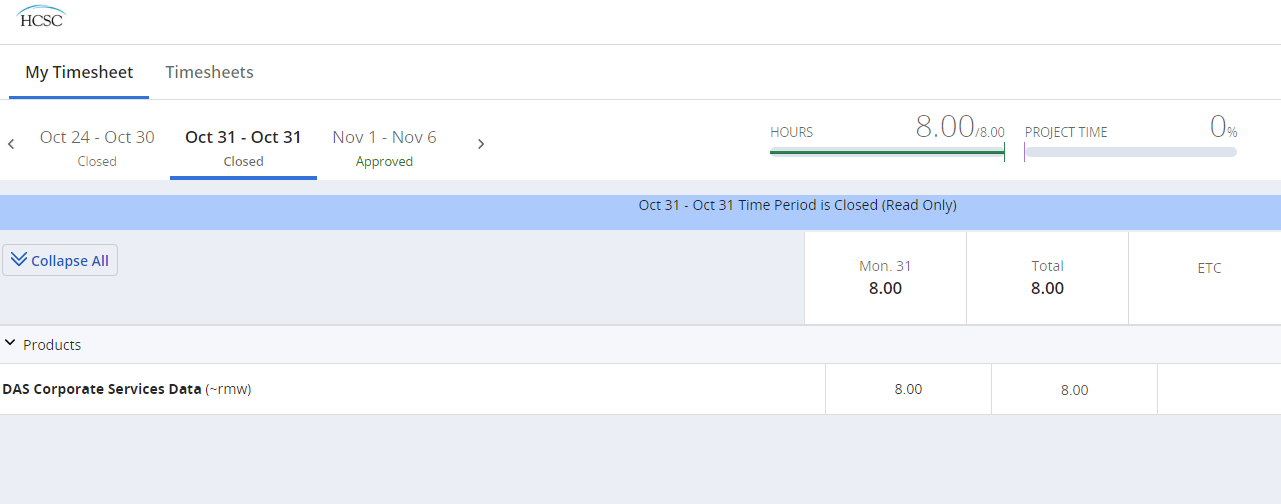 HCSC
My Timesheet Timesheets
Oct 24 - Oct 30 Oct 31 - Oct 31 Nov 1 - Nov 6
Closed Closed Approved
HOURS 8.00/8.00 PROJECT TIME 0%
Oct 31 - Oct 31 Time Period is Closed (Read Only)
Collapse All
Mon. 31 Total ETC
8.00 8.00
Products
DAS Corporate Services Data (~rmw) 8.00 8.00